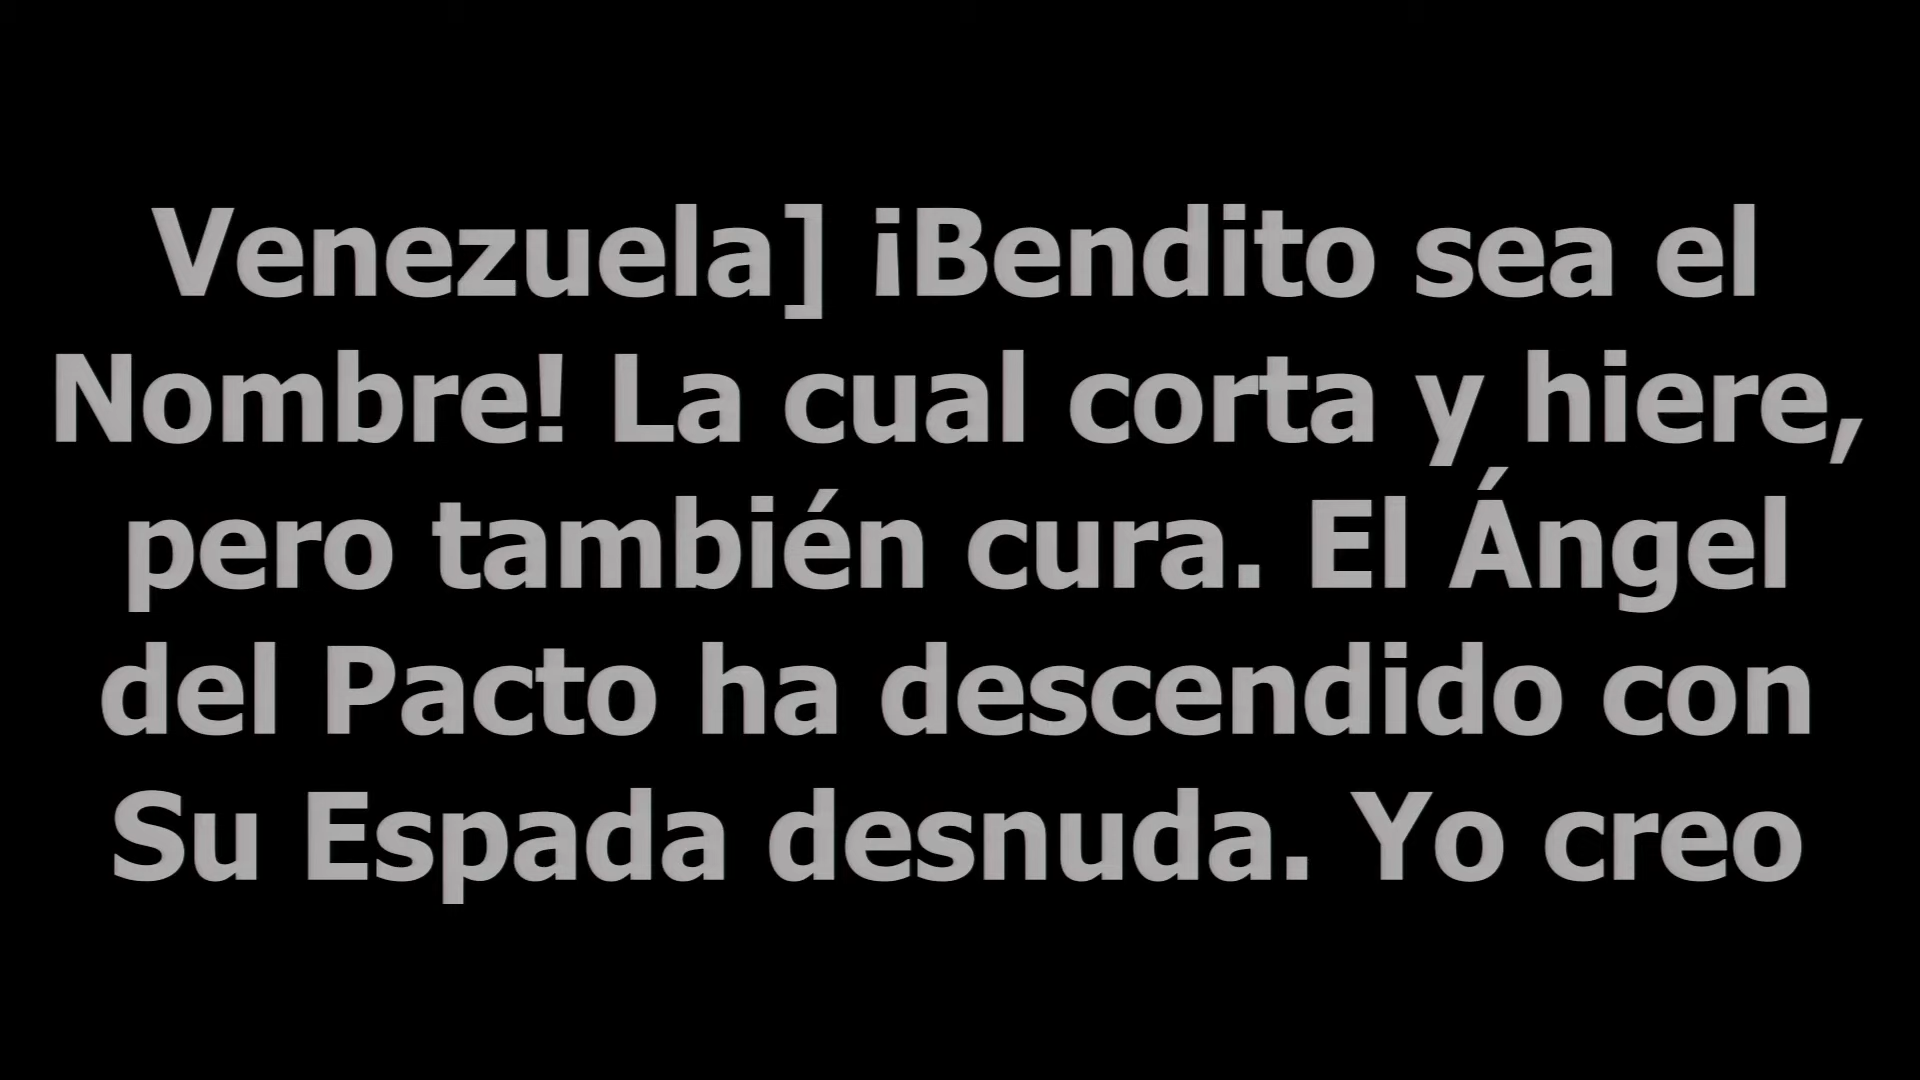 Venezuela] ¡Bendito sea el
Nombre! La cual corta y hiere,
pero también cura. El Ángel
del Pacto ha descendido con
Su Espada desnuda. Yo creo